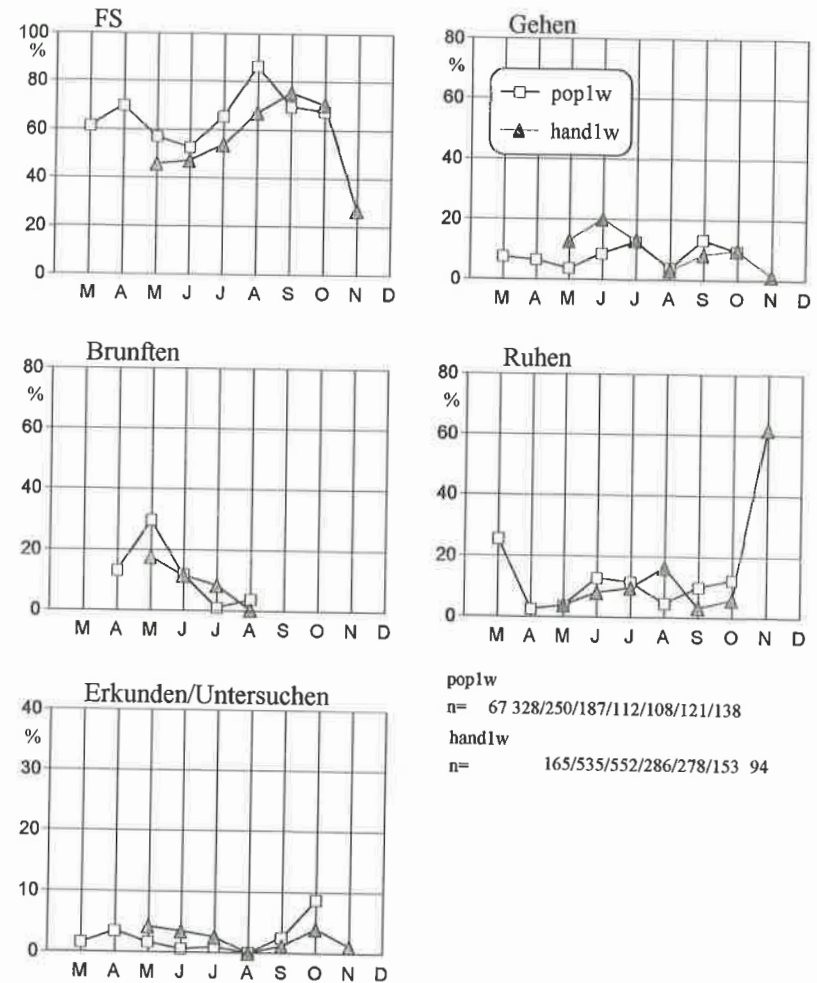 FS
100
%
80
60
40
20
0
M A M J J A S O N D
Gehen
80
%
60
40
20
0
pop1w
hand1w
M A M J J A S O N D
Brunften
80
%
60
40
20
0
M A M J J A S O N D
Ruhen
80
%
60
40
20
0
M A M J J A S O N D
Erkunden/Untersuchen
40
%
30
20
10
0
M A M J J A S O N D
pop1w
n= 67 328/250/187/112/108/121/138
hand1w
n= 165/535/552/286/278/153 94